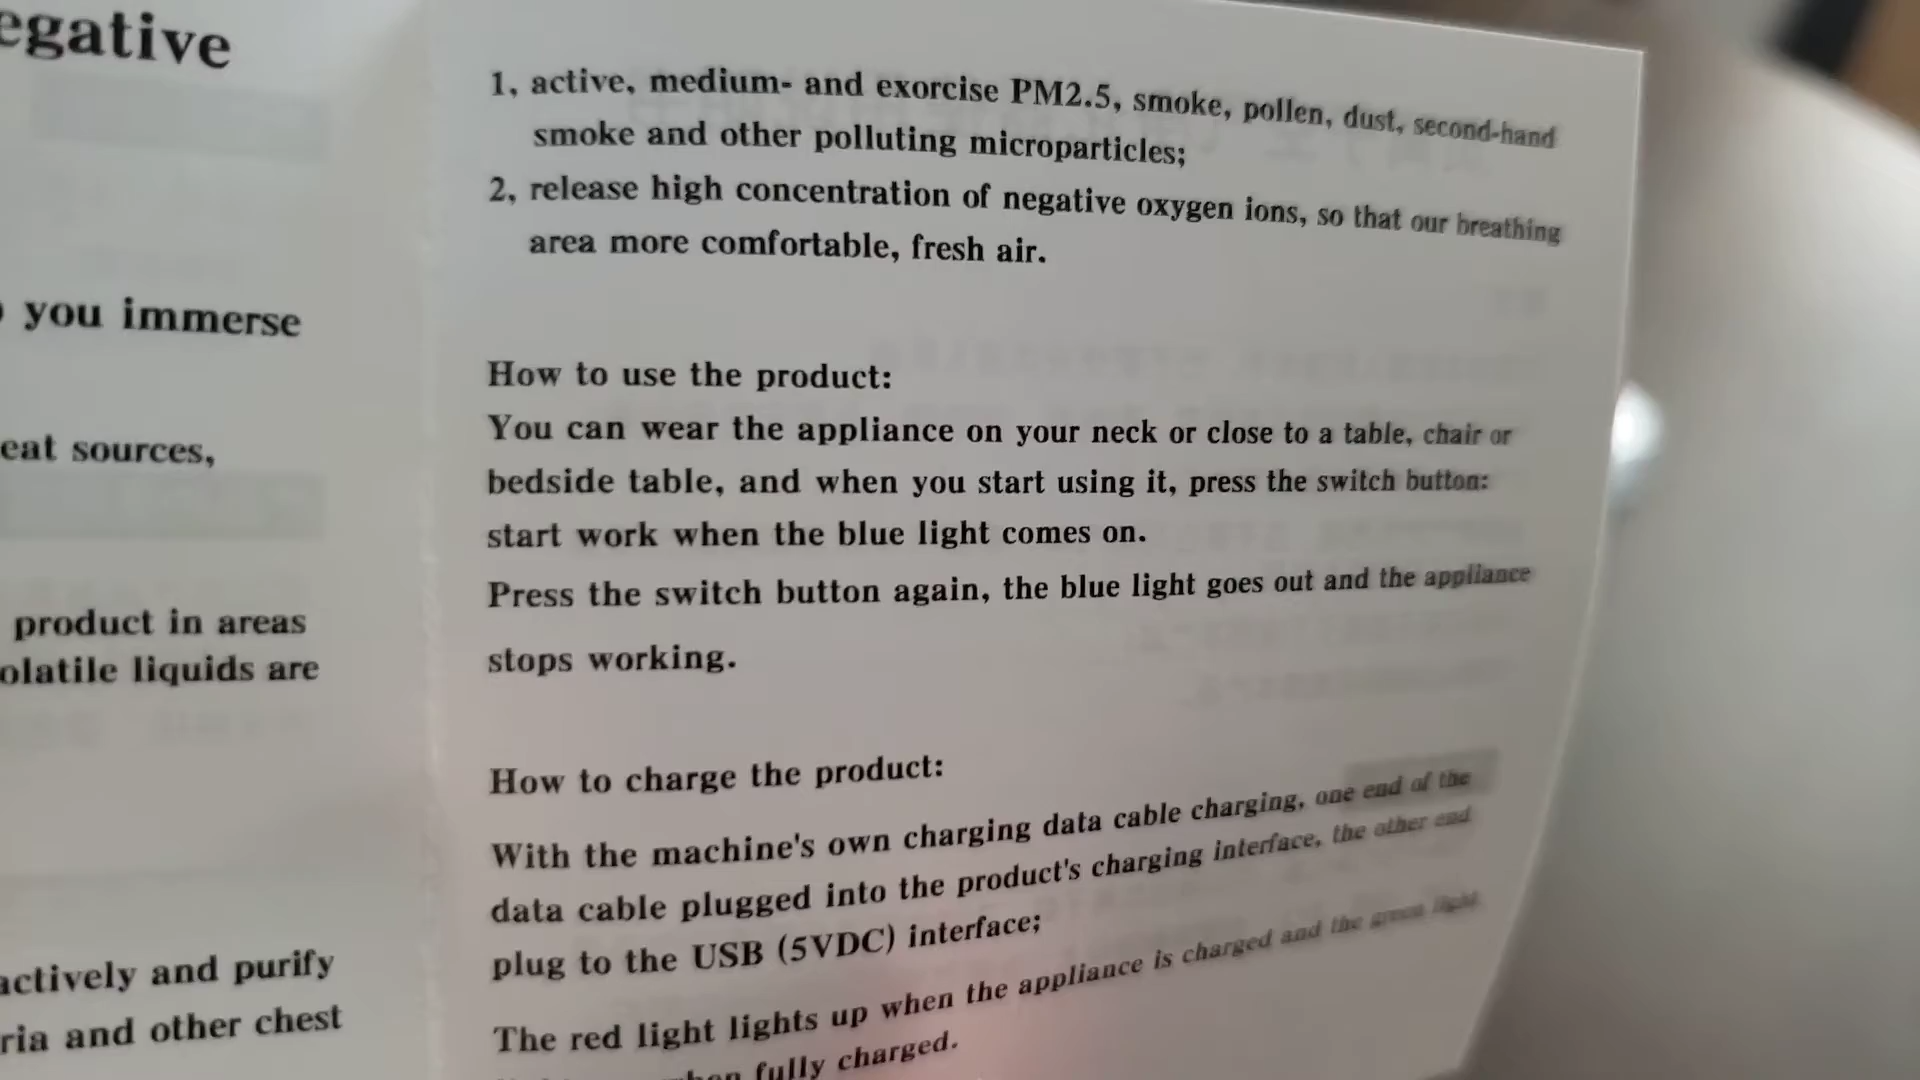 egative
you immerse
eat sources,
product in areas
olatile liquids are
actively and purify
ria and other chest
1, active, medium- and exorcise PM2.5, smoke, pollen, dust, second-hand
smoke and other polluting microparticles;
2, release high concentration of negative oxygen ions, so that our breathing
area more comfortable, fresh air.
How to use the product:
You can wear the appliance on your neck or close to a table, chair or
bedside table, and when you start using it, press the switch button:
start work when the blue light comes on.
Press the switch button again, the blue light goes out and the appliance
stops working.
How to charge the product:
With the machine's own charging data cable charging, one end of the
data cable plugged into the product's charging interface, the other end
plug to the USB (5VDC) interface;
The red light lights up when the appliance is charged and the green light
fully charged.